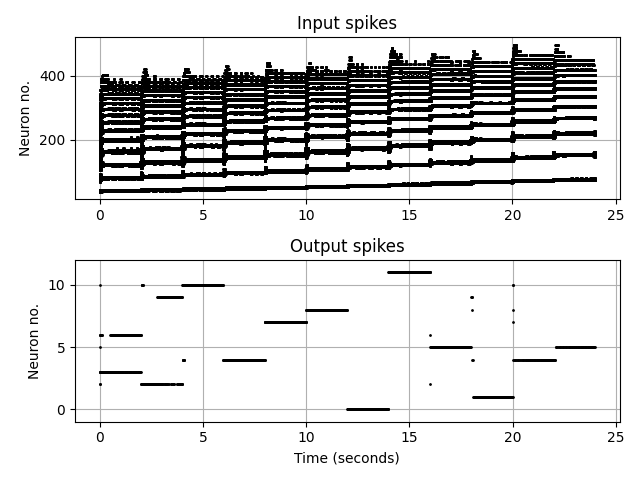 Input spikes
Neuron no.
400
200
0 5 10 15 20 25
Output spikes
Neuron no.
10
5
0
0 5 10 15 20 25
Time (seconds)